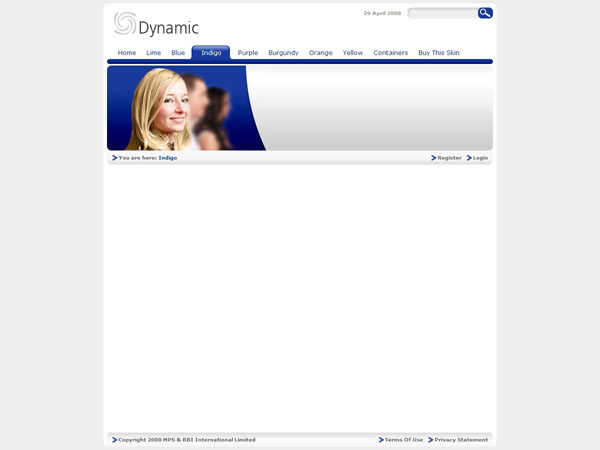 29 April 2008
Dynamic
Home Lime Blue Indigo Purple Burgundy Orange Yellow Containers Buy This Skin
You are here: Indigo Register Login
Copyright 2008 MPS & BBI International Limited Terms Of Use Privacy Statement